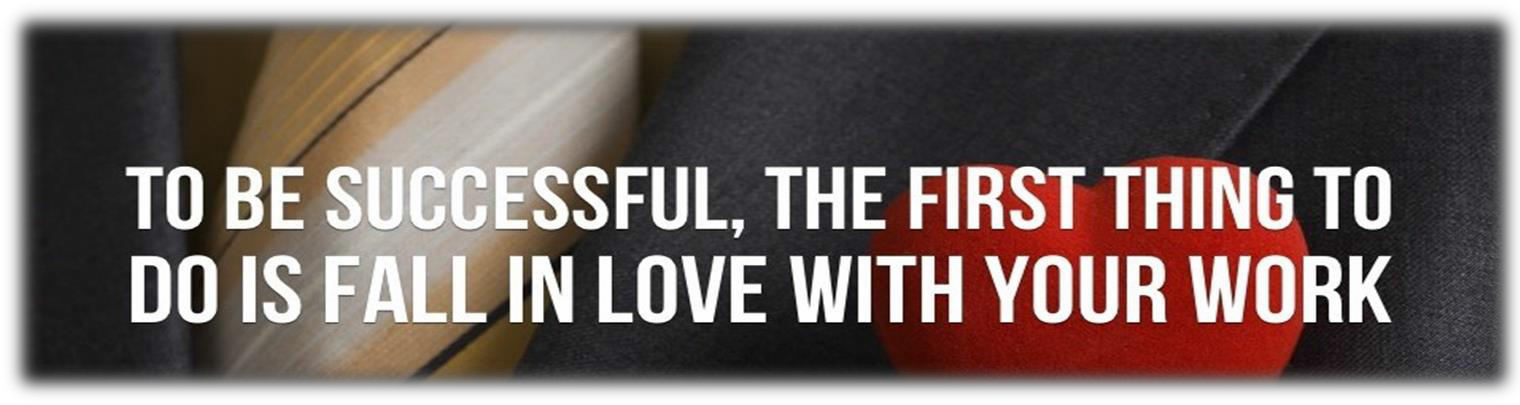 TO BE SUCCESSFUL, THE FIRST THING TO
DO IS FALL IN LOVE WITH YOUR WORK